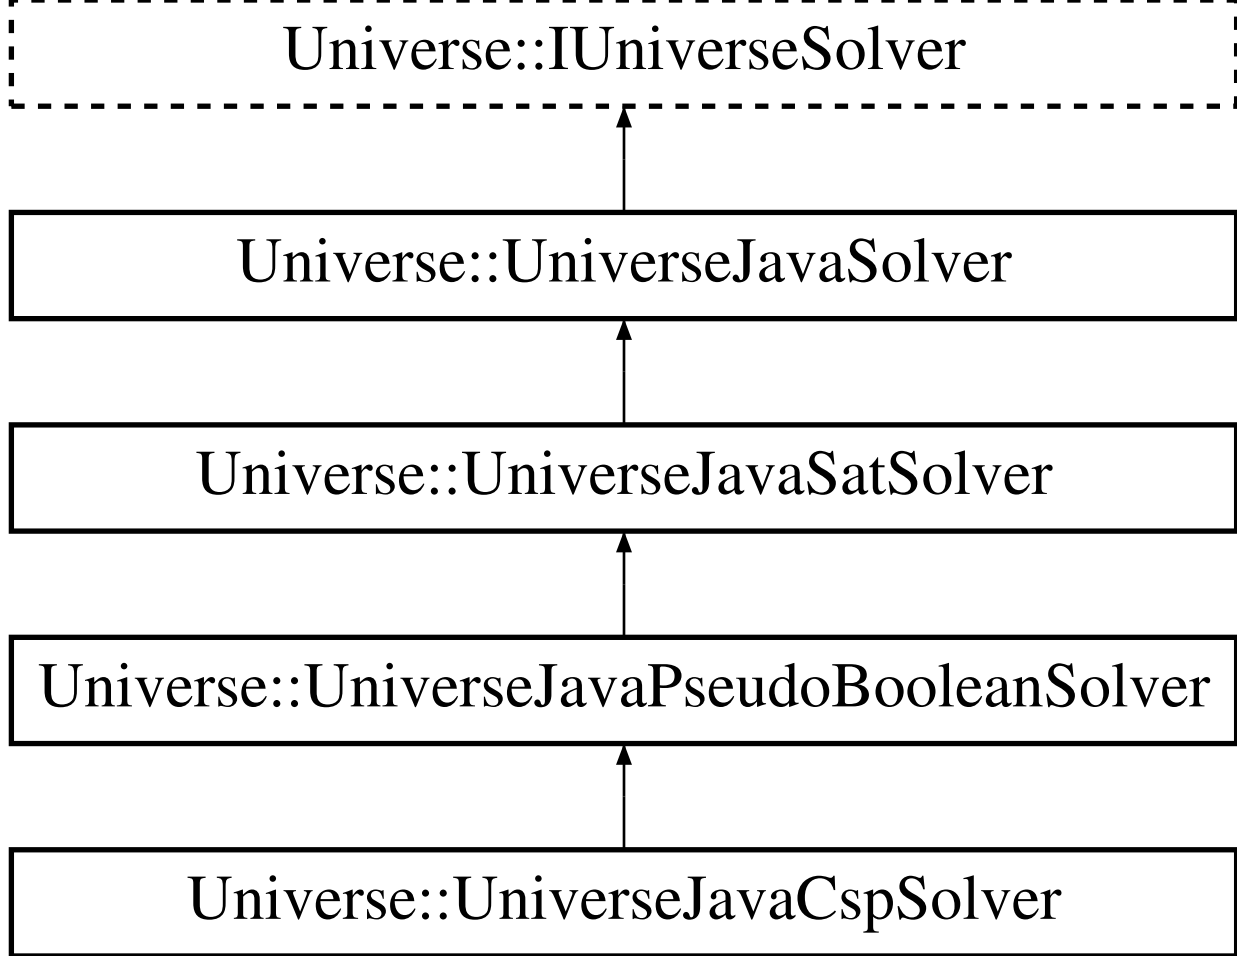 Universe::IUniverseSolver
Universe::UniverseJavaSolver
Universe::UniverseJavaSatSolver
Universe::UniverseJavaPseudoBooleanSolver
Universe::UniverseJavaCspSolver